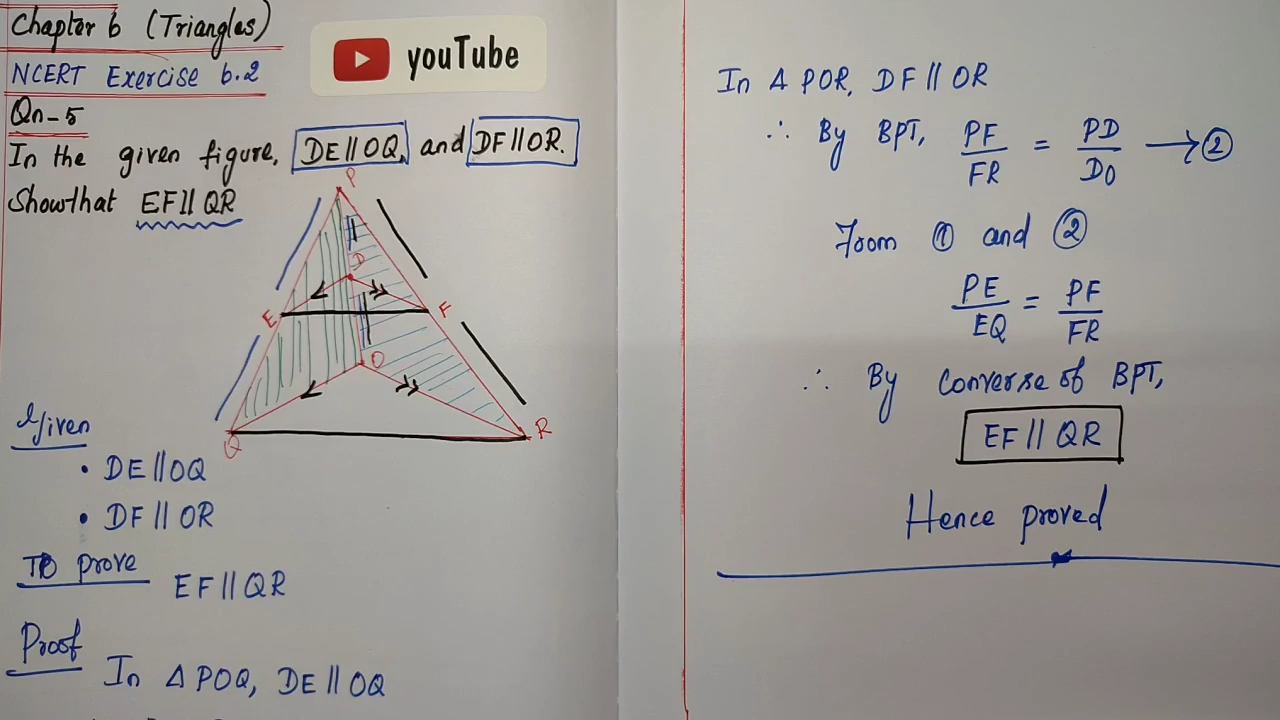 Chapter 6 (Triangles)
NCERT Exercise 6.2
Qn-5
In the given figure, DE||OQ, and DF||OR.
Show that EF||QR
YouTube
P
D
E
F
O
Q
R
Given
• DE||OQ
• DF||OR
To prove
EF||QR
Proof
In Δ POQ, DE||OQ
In Δ POR, DF||OR
∴ By BPT, PF/FR = PD/DO → ②
From ① and ②
PE/EQ = PF/FR
∴ By Converse of BPT,
EF||QR
Hence proved